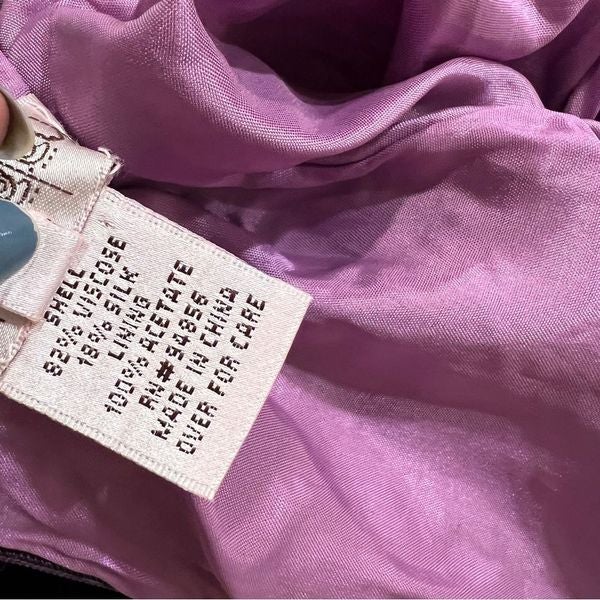 SHELL
82% VISCOSE
18% SILK
LINING
100% ACETATE
RN#94856
MADE IN CHINA
OVER FOR CARE